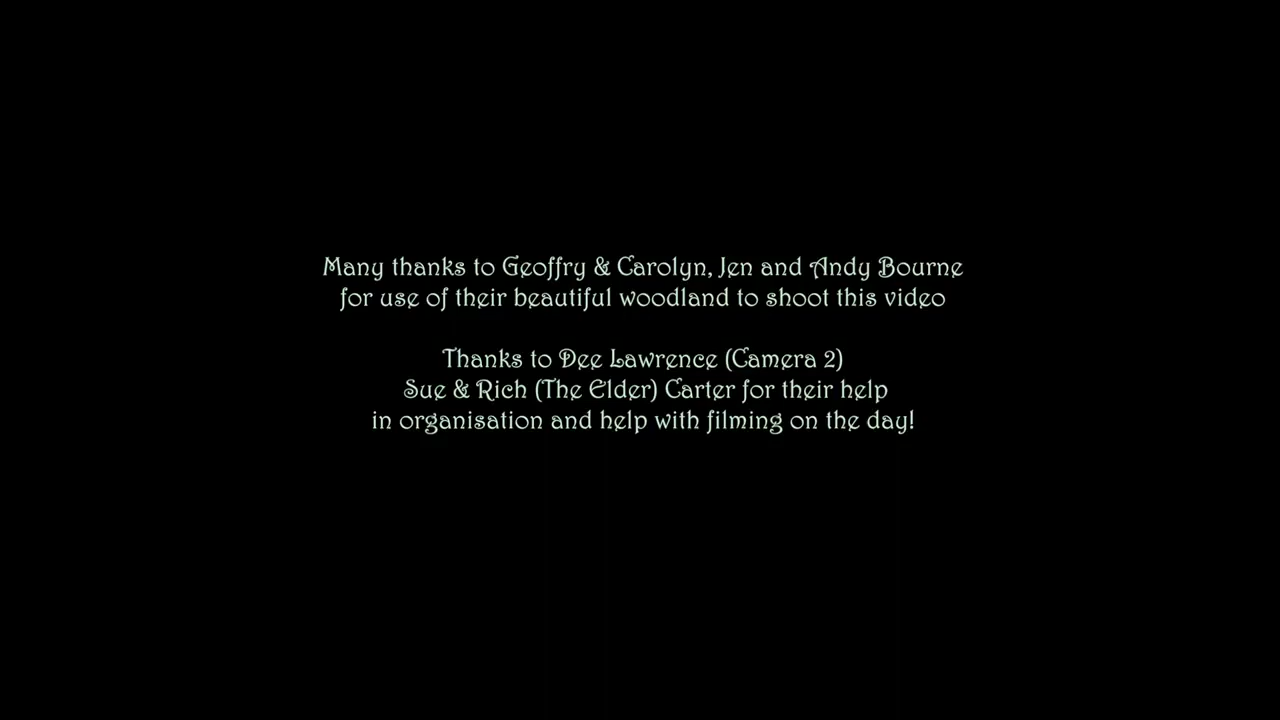 Many thanks to Geoffry & Carolyn, Jen and Andy Bourne
for use of their beautiful woodland to shoot this video
Thanks to Dee Lawrence (Camera 2)
Sue & Rich (The Elder) Carter for their help
in organisation and help with filming on the day!